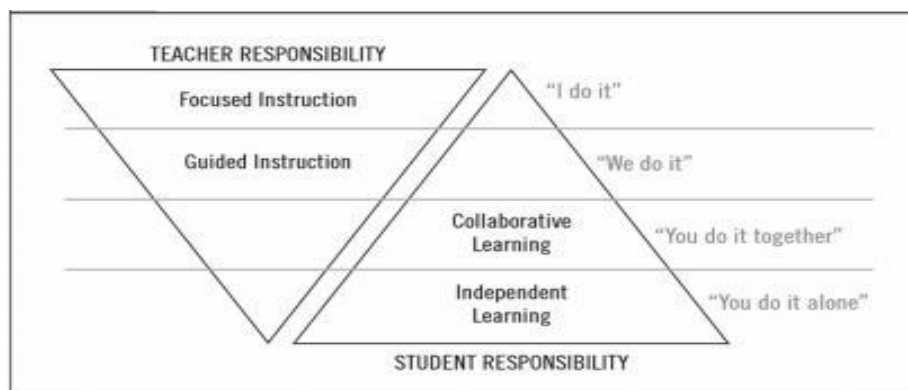 TEACHER RESPONSIBILITY
Focused Instruction
"I do it"
Guided Instruction
"We do it"
Collaborative
Learning
"You do it together"
Independent
Learning
"You do it alone"
STUDENT RESPONSIBILITY